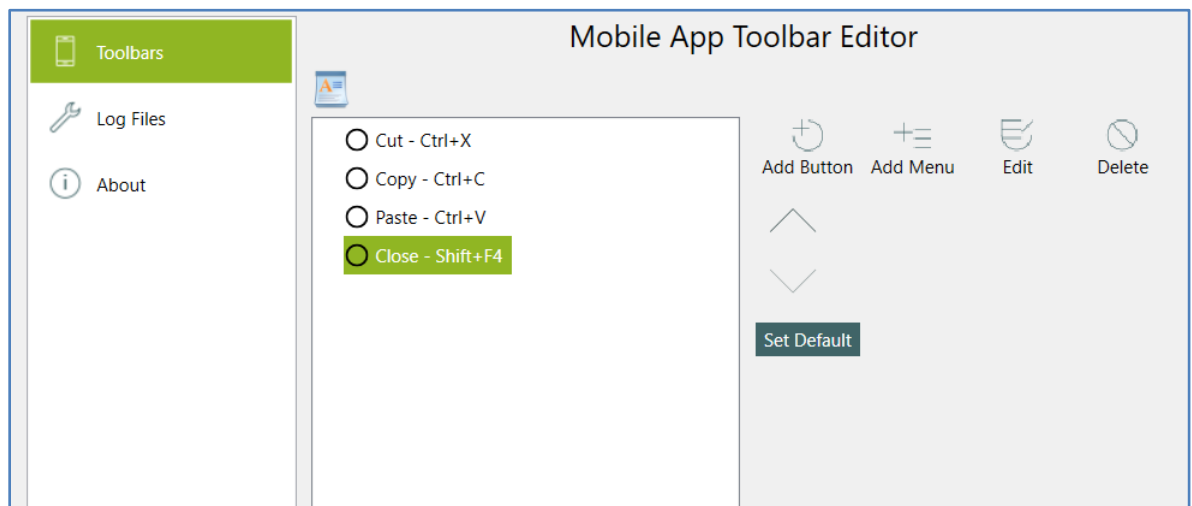 Mobile App Toolbar Editor
Toolbars
Log Files
About
Cut - Ctrl+X
Copy - Ctrl+C
Paste - Ctrl+V
Close - Shift+F4
Add Button
Add Menu
Edit
Delete
Set Default